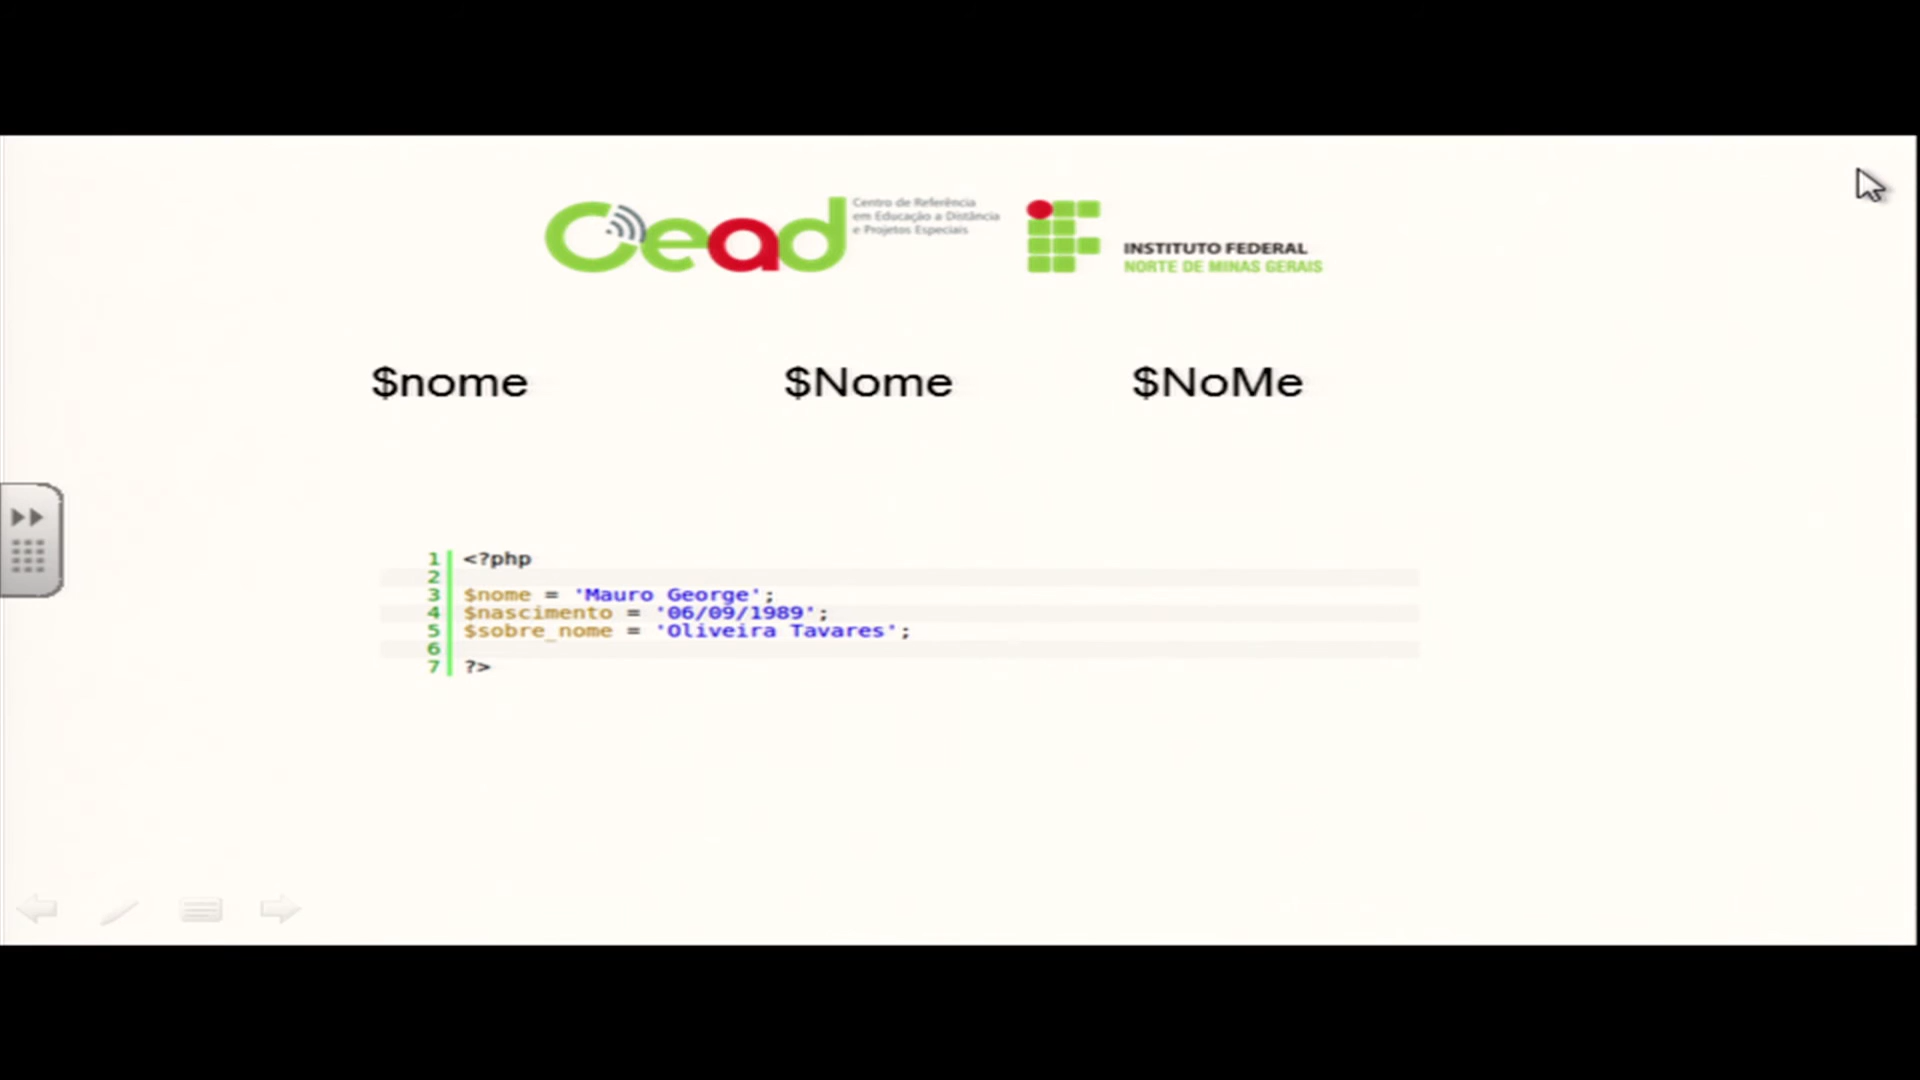 Cead
Centro de Referência
em Educação a Distância
e Projetos Especiais
INSTITUTO FEDERAL
NORTE DE MINAS GERAIS
$nome $Nome $NoMe
1 <?php
2
3 $nome = 'Mauro George';
4 $nascimento = '06/09/1989';
5 $sobre_nome = 'Oliveira Tavares';
6
7 ?>